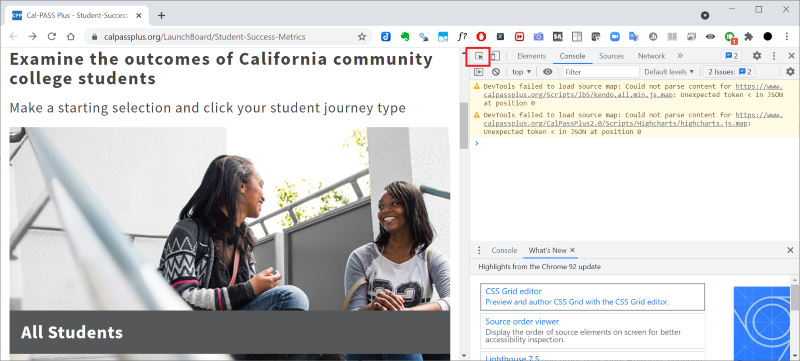 Cal-PASS Plus - Student-Success-
calpassplus.org/LaunchBoard/Student-Success-Metrics
Examine the outcomes of California community
college students
Make a starting selection and click your student journey type
All Students
Elements Console Sources Network » 2
top Filter Default levels 2 Issues: 2
DevTools failed to load source map: Could not parse content for https://www.
calpassplus.org/Scripts/lb5/kendo.all.min.js.map: Unexpected token < in JSON
at position 0
DevTools failed to load source map: Could not parse content for https://www.
calpassplus.org/CalPassPlus2.0/Scripts/Highcharts/highcharts.js.map:
Unexpected token < in JSON at position 0
Console What's New
Highlights from the Chrome 92 update
CSS Grid editor
Preview and author CSS Grid with the CSS Grid editor.
Source order viewer
Display the order of source elements on screen for better
accessibility inspection.
Lighthouse 7.5